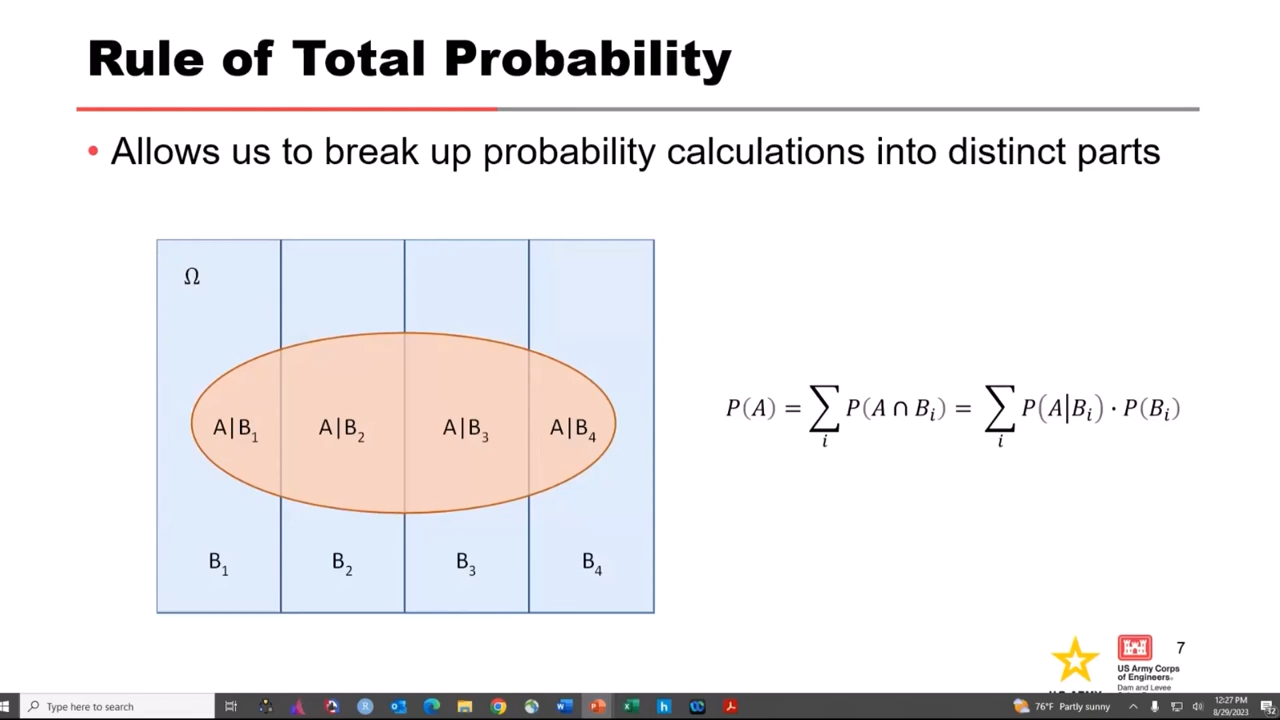 Rule of Total Probability
• Allows us to break up probability calculations into distinct parts
Ω
A|B₁ A|B₂ A|B₃ A|B₄
B₁ B₂ B₃ B₄
P(A) = ∑ᵢ P(A ∩ Bᵢ) = ∑ᵢ P(A|Bᵢ) · P(Bᵢ)
7
US Army Corps
of Engineers®
Dam and Levee
Type here to search
76°F Partly sunny
12:27 PM
8/29/2023